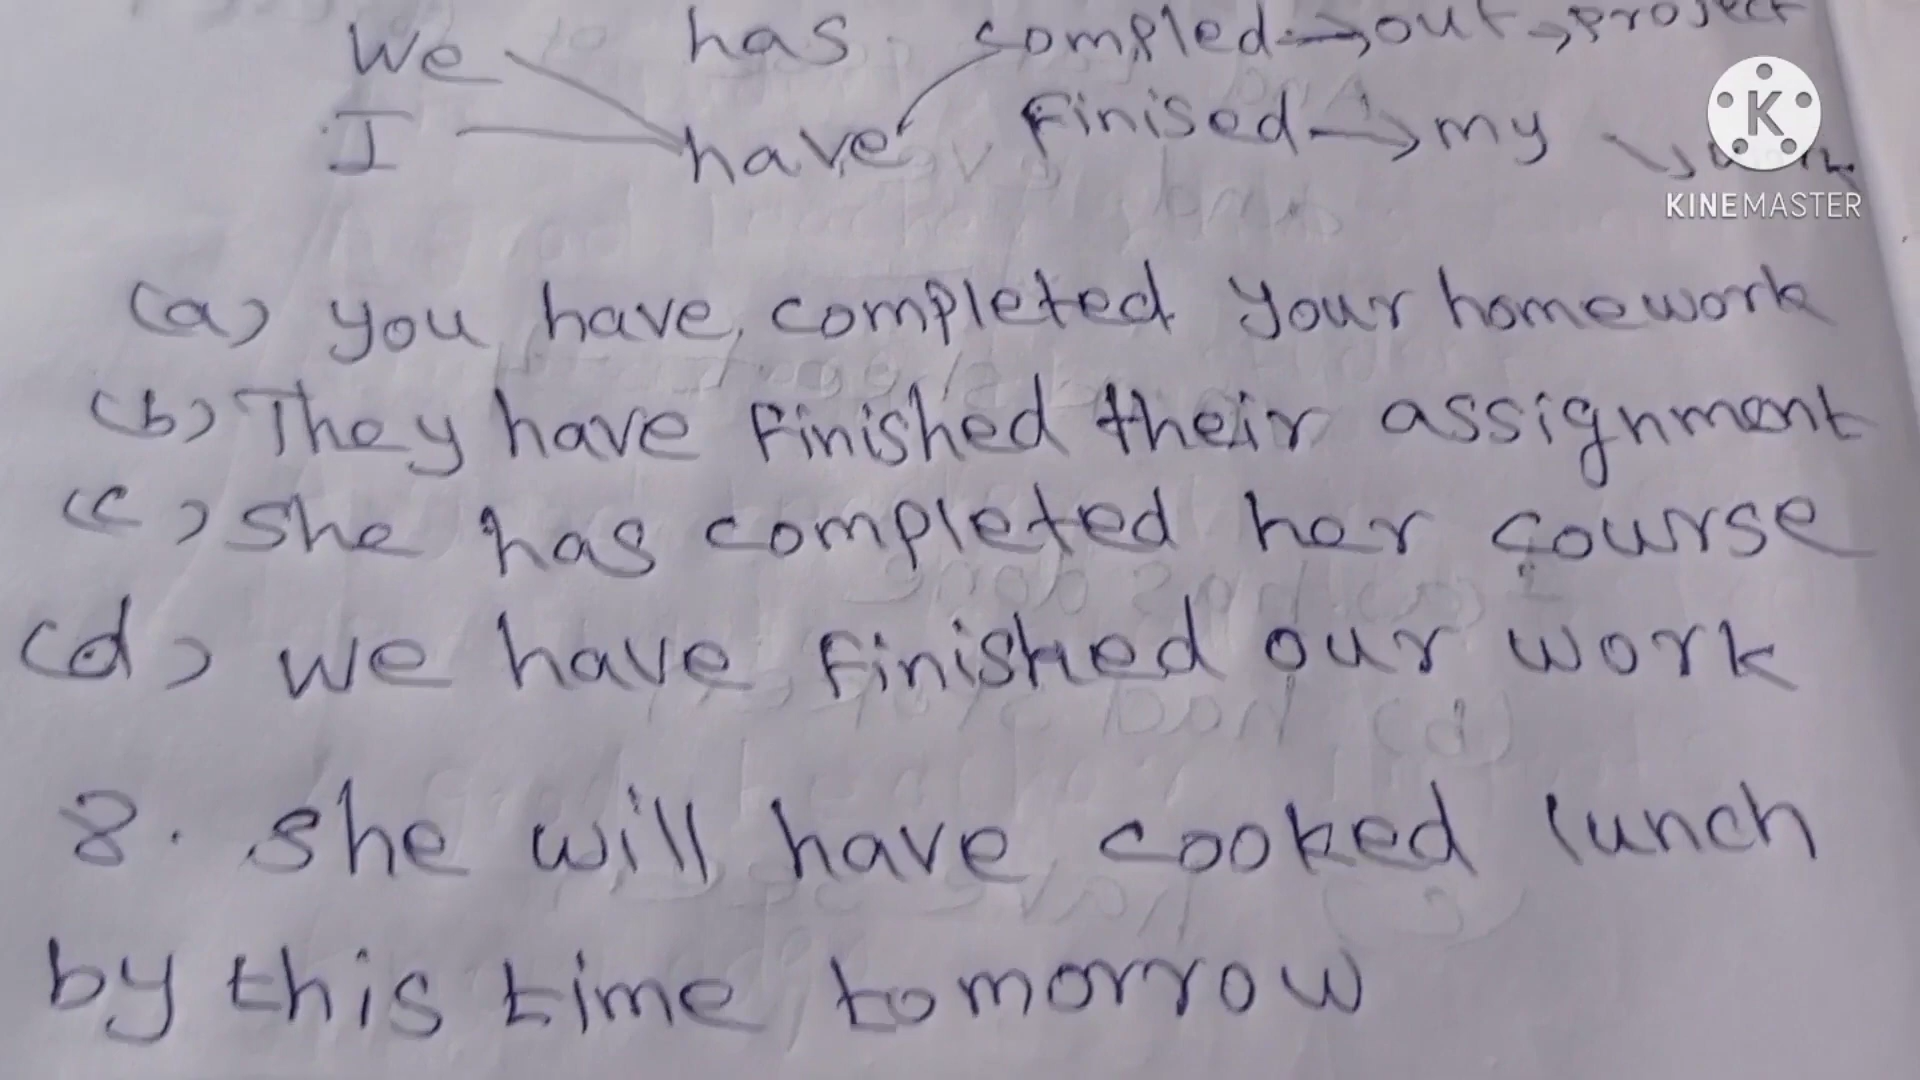 We has compled → out → project
I have finised → my
K
KINEMASTER
(a) you have completed your homework
(b) They have finished their assignment
(c) she has completed her course
(d) we have finished our work
8. she will have cooked lunch
by this time tomorrow